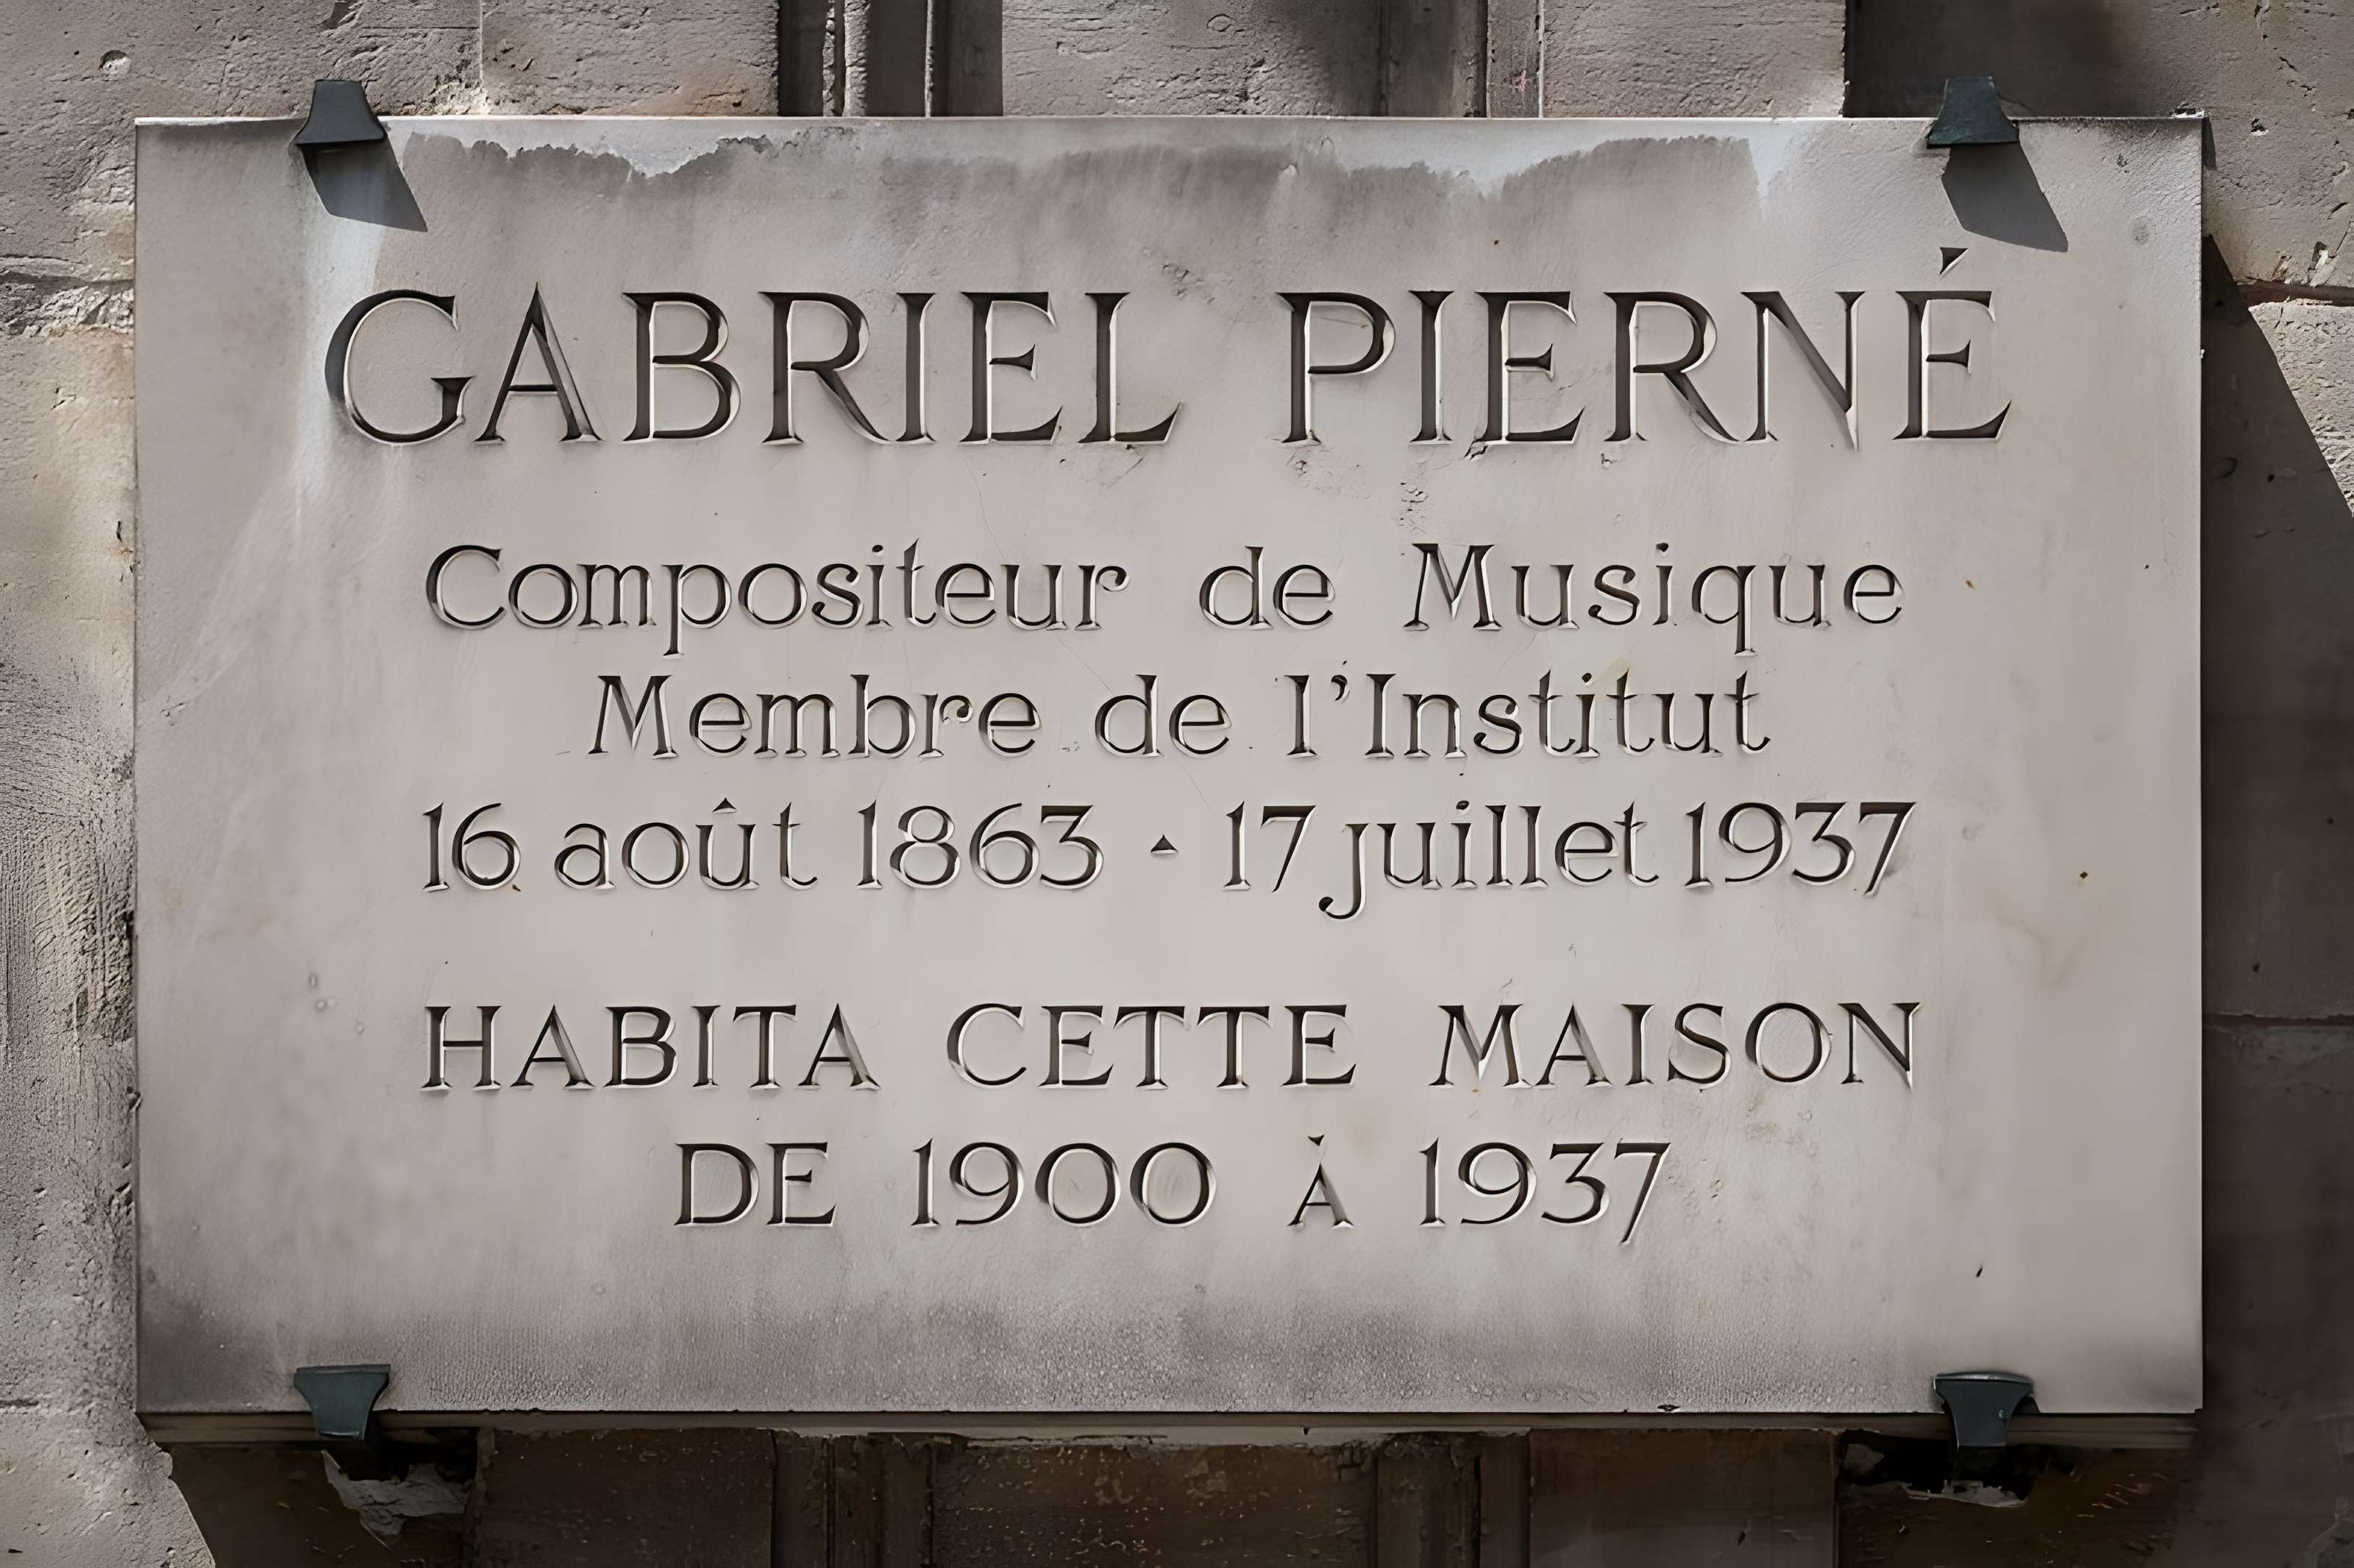 GABRIEL PIERNÉ
Compositeur de Musique
Membre de l'Institut
16 août 1863 - 17 juillet 1937
HABITA CETTE MAISON
DE 1900 À 1937